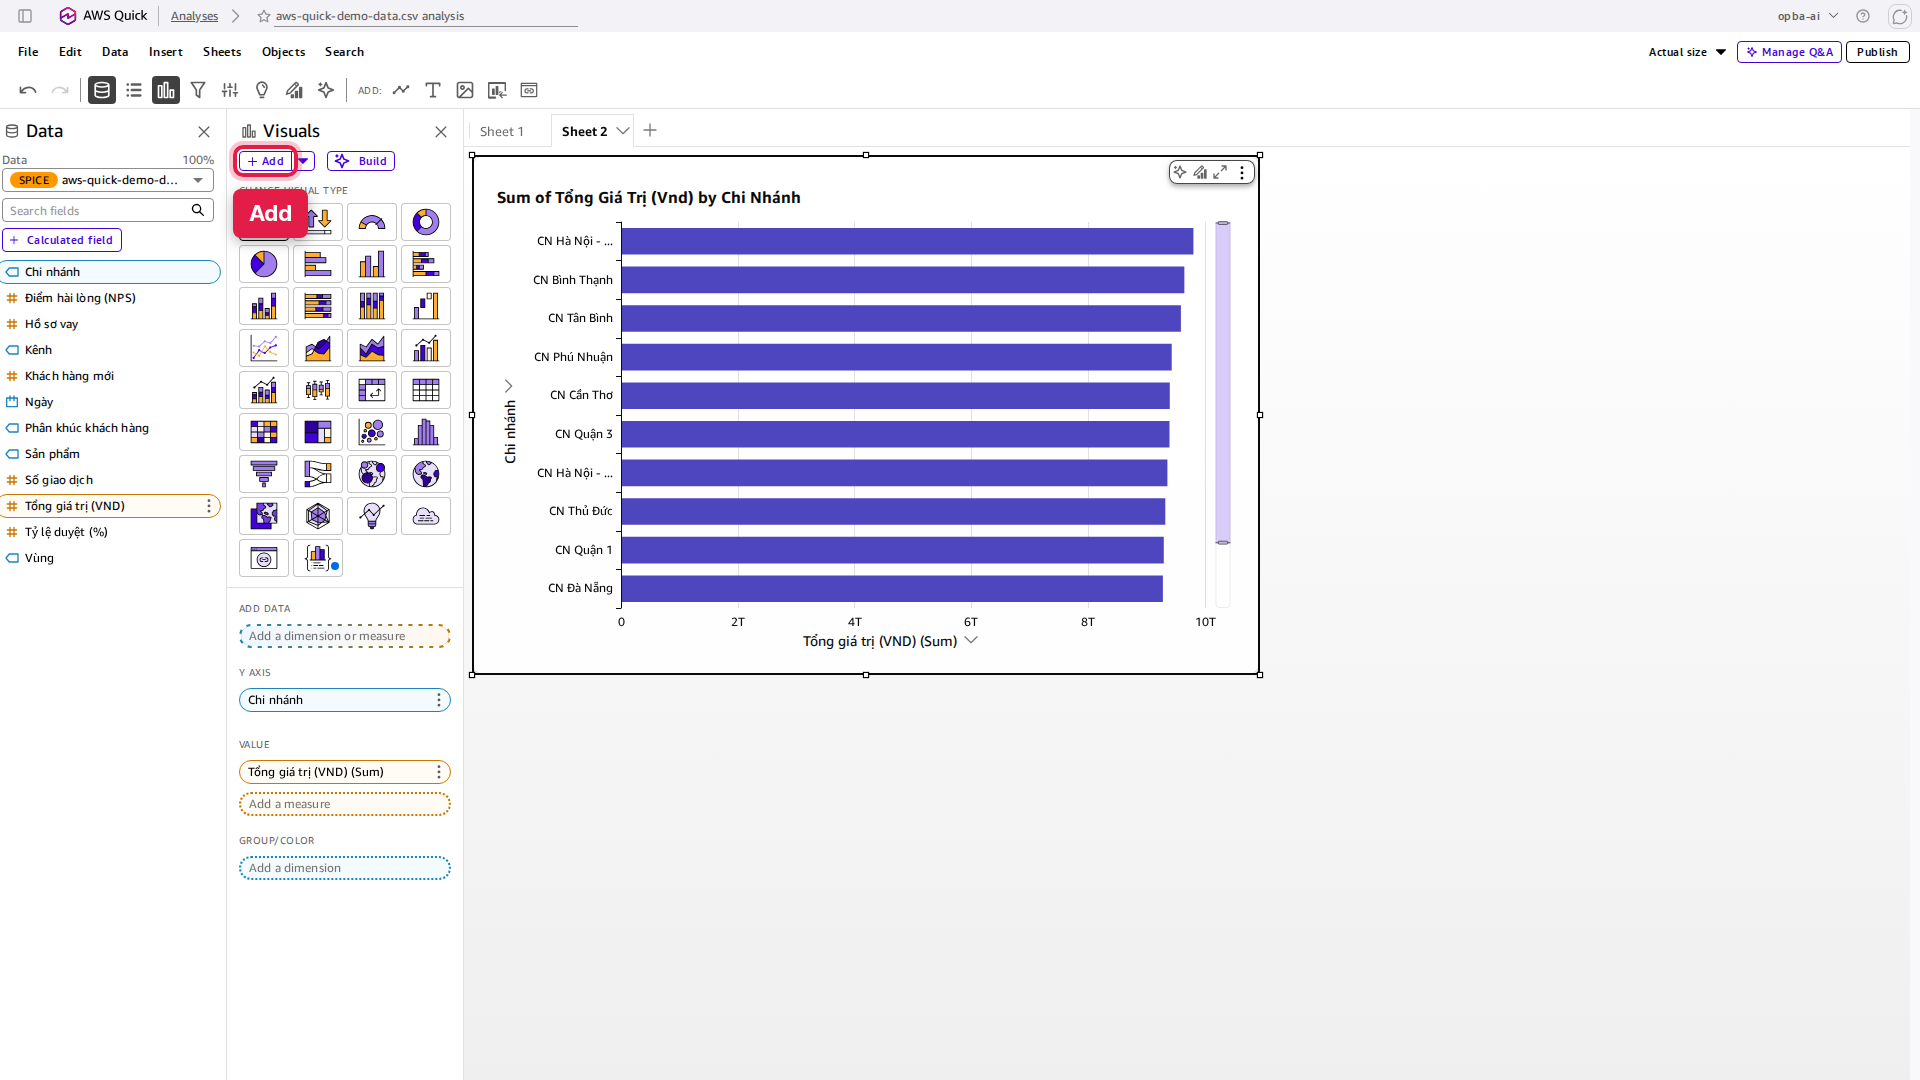 AWS Quick
Analyses
aws-quick-demo-data.csv analysis
opba-ai
File
Edit
Data
Insert
Sheets
Objects
Search
Actual size
Manage Q&A
Publish
ADD:
Data
Data
100%
SPICE
aws-quick-demo-d...
Search fields
Calculated field
Chi nhánh
Điểm hài lòng (NPS)
Hồ sơ vay
Kênh
Khách hàng mới
Ngày
Phân khúc khách hàng
Sản phẩm
Số giao dịch
Tổng giá trị (VND)
Tỷ lệ duyệt (%)
Vùng
Visuals
Add
Build
Add
ADD DATA
Add a dimension or measure
Y AXIS
Chi nhánh
VALUE
Tổng giá trị (VND) (Sum)
Add a measure
GROUP/COLOR
Add a dimension
Sheet 1
Sheet 2
Sum of Tổng Giá Trị (Vnd) by Chi Nhánh
Chi nhánh
CN Hà Nội - ...
CN Bình Thạnh
CN Tân Bình
CN Phú Nhuận
CN Cần Thơ
CN Quận 3
CN Hà Nội - ...
CN Thủ Đức
CN Quận 1
CN Đà Nẵng
0
2T
4T
6T
8T
10T
Tổng giá trị (VND) (Sum)